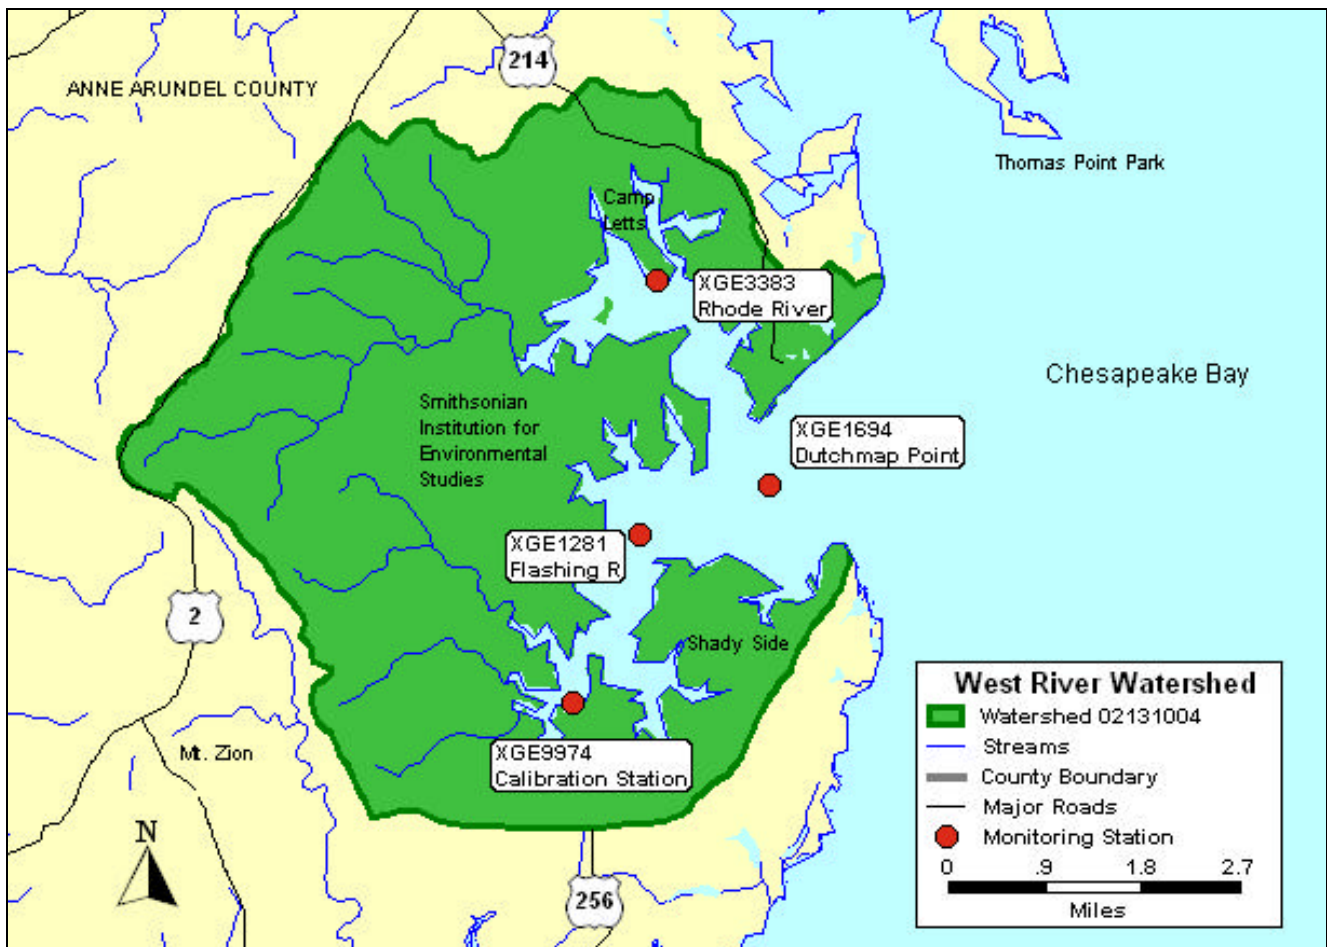 214
ANNE ARUNDEL COUNTY
Thomas Point Park
Camp
Letts
XGE3383
Rhode River
Chesapeake Bay
Smithsonian
Institution for
Environmental
Studies
XGE1694
Dutchmap Point
XGE1281
Flashing R
2
Shady Side
Mt. Zion
XGE9974
Calibration Station
N
256
West River Watershed
Watershed 02131004
Streams
County Boundary
Major Roads
Monitoring Station
0 .9 1.8 2.7
Miles